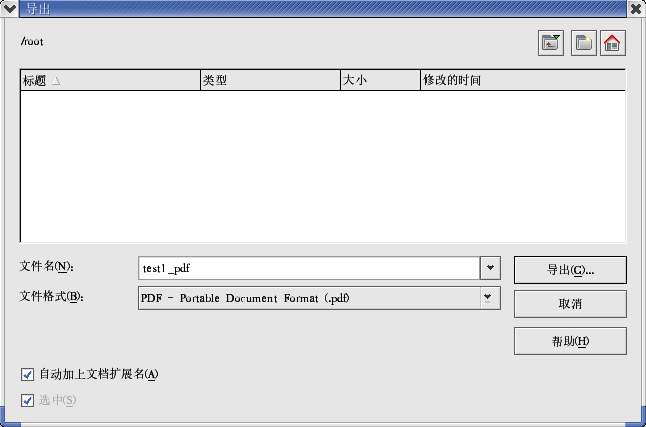 导出
/root
标题 类型 大小 修改的时间
文件名(N): test1_pdf 导出(G)...
文件格式(B): PDF - Portable Document Format (.pdf) 取消
帮助(H)
自动加上文档扩展名(A)
选中(S)